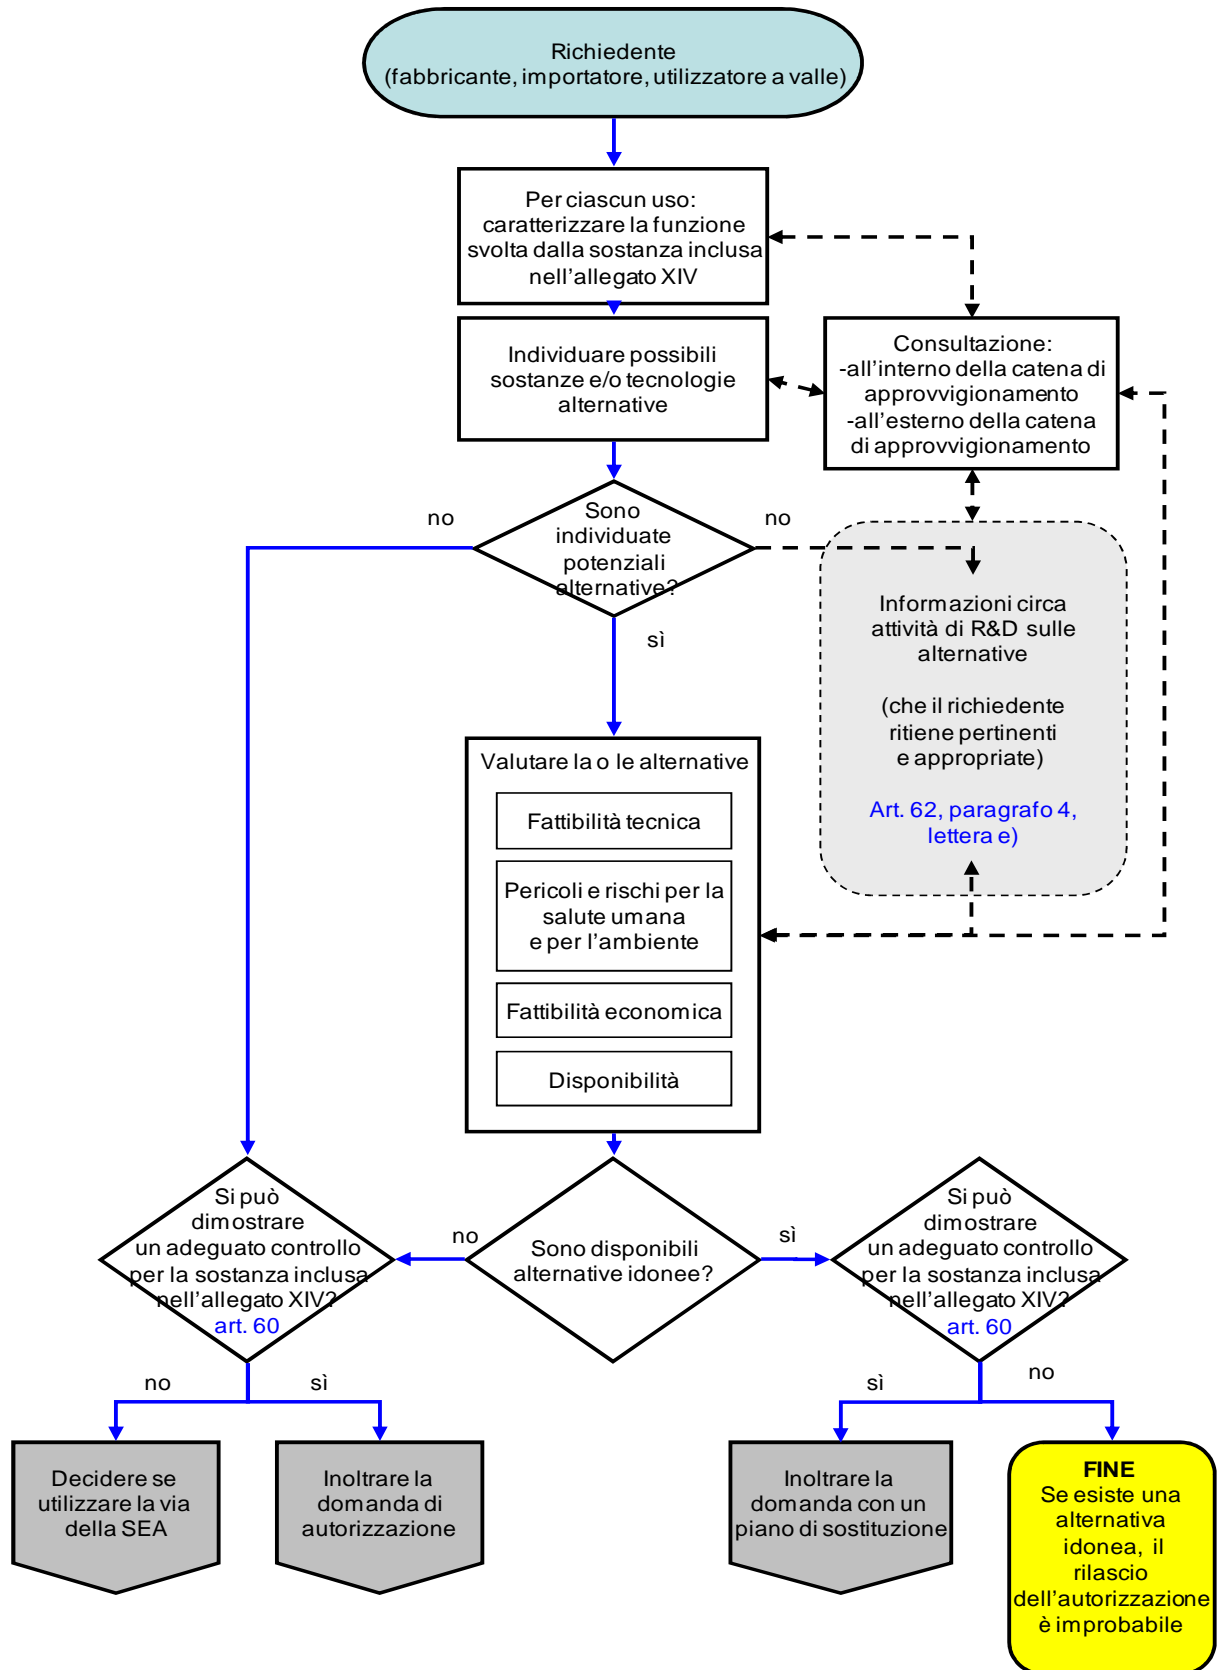 Richiedente
(fabbricante, importatore, utilizzatore a valle)
Per ciascun uso:
caratterizzare la funzione
svolta dalla sostanza inclusa
nell'allegato XIV
Individuare possibili
sostanze e/o tecnologie
alternative
Consultazione:
-all'interno della catena di
approvvigionamento
-all'esterno della catena
di approvvigionamento
no
Sono
individuate
potenziali
alternative?
no
sì
Informazioni circa
attività di R&D sulle
alternative
(che il richiedente
ritiene pertinenti
e appropriate)
Art. 62, paragrafo 4,
lettera e)
Valutare la o le alternative
Fattibilità tecnica
Pericoli e rischi per la
salute umana
e per l'ambiente
Fattibilità economica
Disponibilità
Si può
dimostrare
un adeguato controllo
per la sostanza inclusa
nell'allegato XIV?
art. 60
no
Sono disponibili
alternative idonee?
sì
Si può
dimostrare
un adeguato controllo
per la sostanza inclusa
nell'allegato XIV?
art. 60
no
sì
sì
no
Decidere se
utilizzare la via
della SEA
Inoltrare la
domanda di
autorizzazione
Inoltrare la
domanda con un
piano di sostituzione
FINE
Se esiste una
alternativa
idonea, il
rilascio
dell'autorizzazione
è improbabile